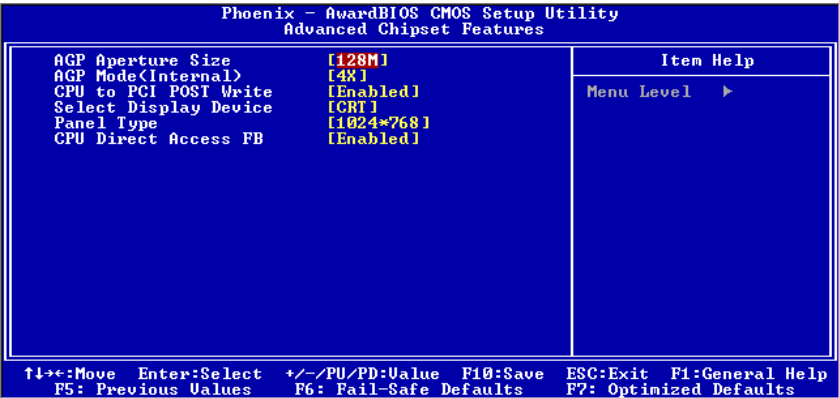 Phoenix - AwardBIOS CMOS Setup Utility
Advanced Chipset Features
AGP Aperture Size [128M]
AGP Mode(Internal) [4X]
CPU to PCI POST Write [Enabled]
Select Display Device [CRT]
Panel Type [1024*768]
CPU Direct Access FB [Enabled]
Item Help
Menu Level ►
↑↓→←:Move Enter:Select +/-/PU/PD:Value F10:Save ESC:Exit F1:General Help
F5: Previous Values F6: Fail-Safe Defaults F7: Optimized Defaults